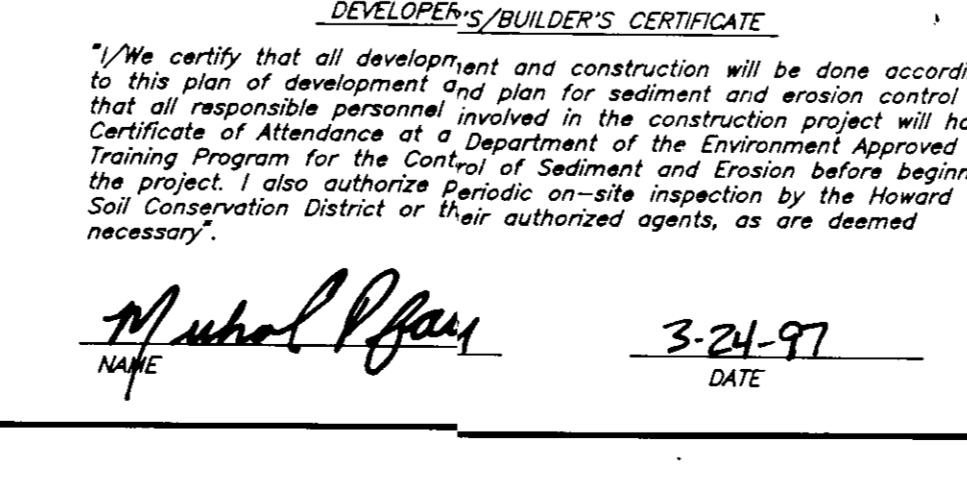 DEVELOPER'S/BUILDER'S CERTIFICATE
"I/We certify that all development and construction will be done accordi
to this plan of development and plan for sediment and erosion control
that all responsible personnel involved in the construction project will ha
Certificate of Attendance at a Department of the Environment Approved
Training Program for the Control of Sediment and Erosion before beginn
the project. I also authorize periodic on-site inspection by the Howard
Soil Conservation District or their authorized agents, as are deemed
necessary".
3-24-97
NAME DATE